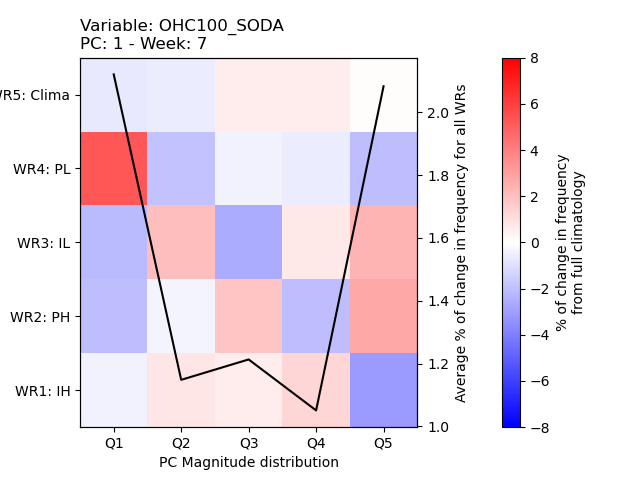 Variable: OHC100_SODA
PC: 1 - Week: 7
WR5: Clima
WR4: PL
WR3: IL
WR2: PH
WR1: IH
Q1 Q2 Q3 Q4 Q5
PC Magnitude distribution
2.0
1.8
1.6
1.4
1.2
1.0
Average % of change in frequency for all WRs
8
6
4
2
0
−2
−4
−6
−8
% of change in frequency
from full climatology